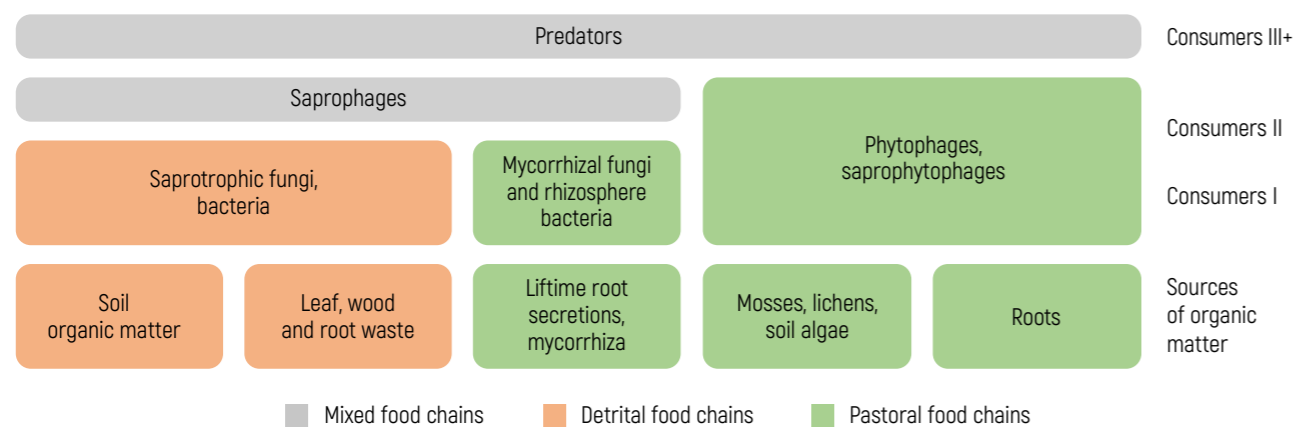 Predators
Consumers III+
Saprophages
Phytophages,
saprophytophages
Consumers II
Consumers I
Saprotrophic fungi,
bacteria
Mycorrhizal fungi
and rhizosphere
bacteria
Soil
organic matter
Leaf, wood
and root waste
Liftime root
secretions,
mycorrhiza
Mosses, lichens,
soil algae
Roots
Sources
of organic
matter
Mixed food chains
Detrital food chains
Pastoral food chains